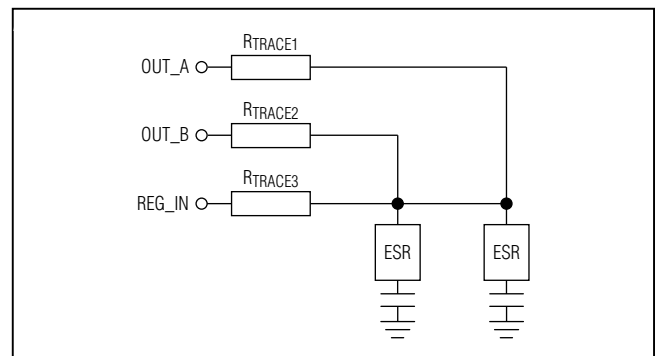 RTRACE1
OUT_A
RTRACE2
OUT_B
RTRACE3
REG_IN
ESR ESR